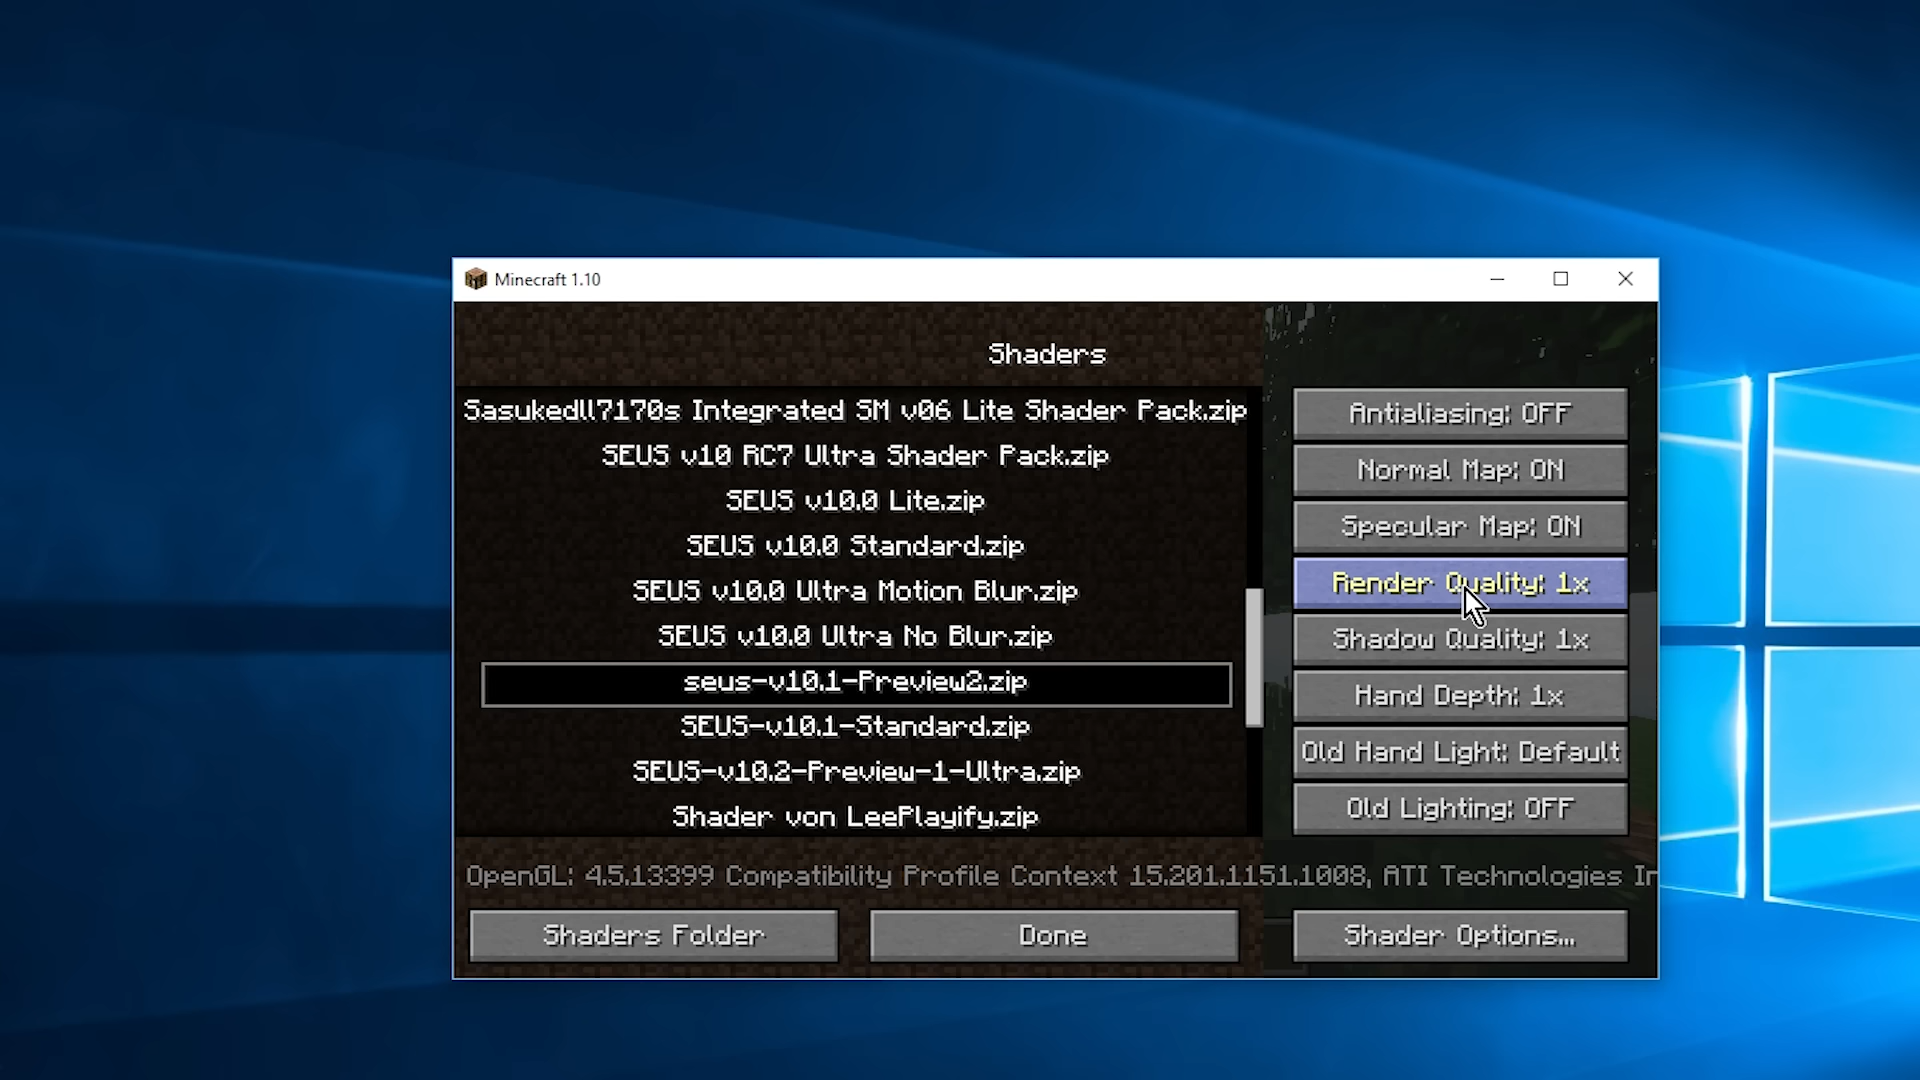 Minecraft 1.10
Shaders
Sasukedll7170s Integrated SM v06 Lite Shader Pack.zip
SEUS v10 RC7 Ultra Shader Pack.zip
SEUS v10.0 Lite.zip
SEUS v10.0 Standard.zip
SEUS v10.0 Ultra Motion Blur.zip
SEUS v10.0 Ultra No Blur.zip
seus-v10.1-Preview2.zip
SEUS-v10.1-Standard.zip
SEUS-v10.2-Preview-1-Ultra.zip
Shader von LeePlayify.zip
Antialiasing: OFF
Normal Map: ON
Specular Map: ON
Render Quality: 1x
Shadow Quality: 1x
Hand Depth: 1x
Old Hand Light: Default
Old Lighting: OFF
OpenGL: 4.5.13399 Compatibility Profile Context 15.201.1151.1008, ATI Technologies In
Shaders Folder
Done
Shader Options...